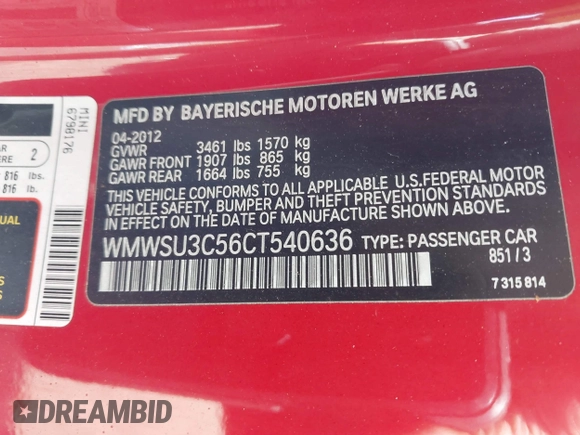 MFD BY BAYERISCHE MOTOREN WERKE AG
04-2012
GVWR 3461 lbs 1570 kg
GAWR FRONT 1907 lbs 865 kg
GAWR REAR 1664 lbs 755 kg
THIS VEHICLE CONFORMS TO ALL APPLICABLE U.S.FEDERAL MOTOR
VEHICLE SAFETY, BUMPER AND THEFT PREVENTION STANDARDS
IN EFFECT ON THE DATE OF MANUFACTURE SHOWN ABOVE.
WMWSU3C56CT540636 TYPE: PASSENGER CAR
851 / 3
7 315 814
MINI
6798176
2
816 lbs.
816 lb.
DREAMBID